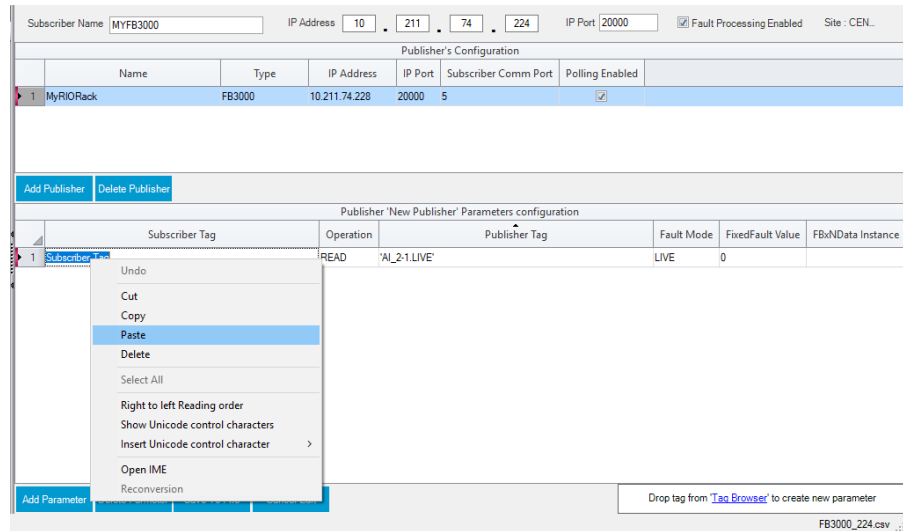 Subscriber Name MYFB3000 IP Address 10 . 211 . 74 . 224 IP Port 20000 Fault Processing Enabled Site : CEN...
Publisher's Configuration
Name Type IP Address IP Port Subscriber Comm Port Polling Enabled
1 MyRIORack FB3000 10.211.74.228 20000 5
Add Publisher Delete Publisher
Publisher 'New Publisher' Parameters configuration
Subscriber Tag Operation Publisher Tag Fault Mode FixedFault Value FBxNData Instance
1 Subscriber Tag READ 'AI_2-1.LIVE' LIVE 0
Undo
Cut
Copy
Paste
Delete
Select All
Right to left Reading order
Show Unicode control characters
Insert Unicode control character >
Open IME
Reconversion
Add Parameter
Drop tag from 'Tag Browser' to create new parameter
FB3000_224.csv